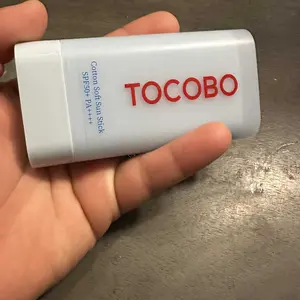 TOCOBO
Cotton Soft Sun Stick
SPF50+ PA++++